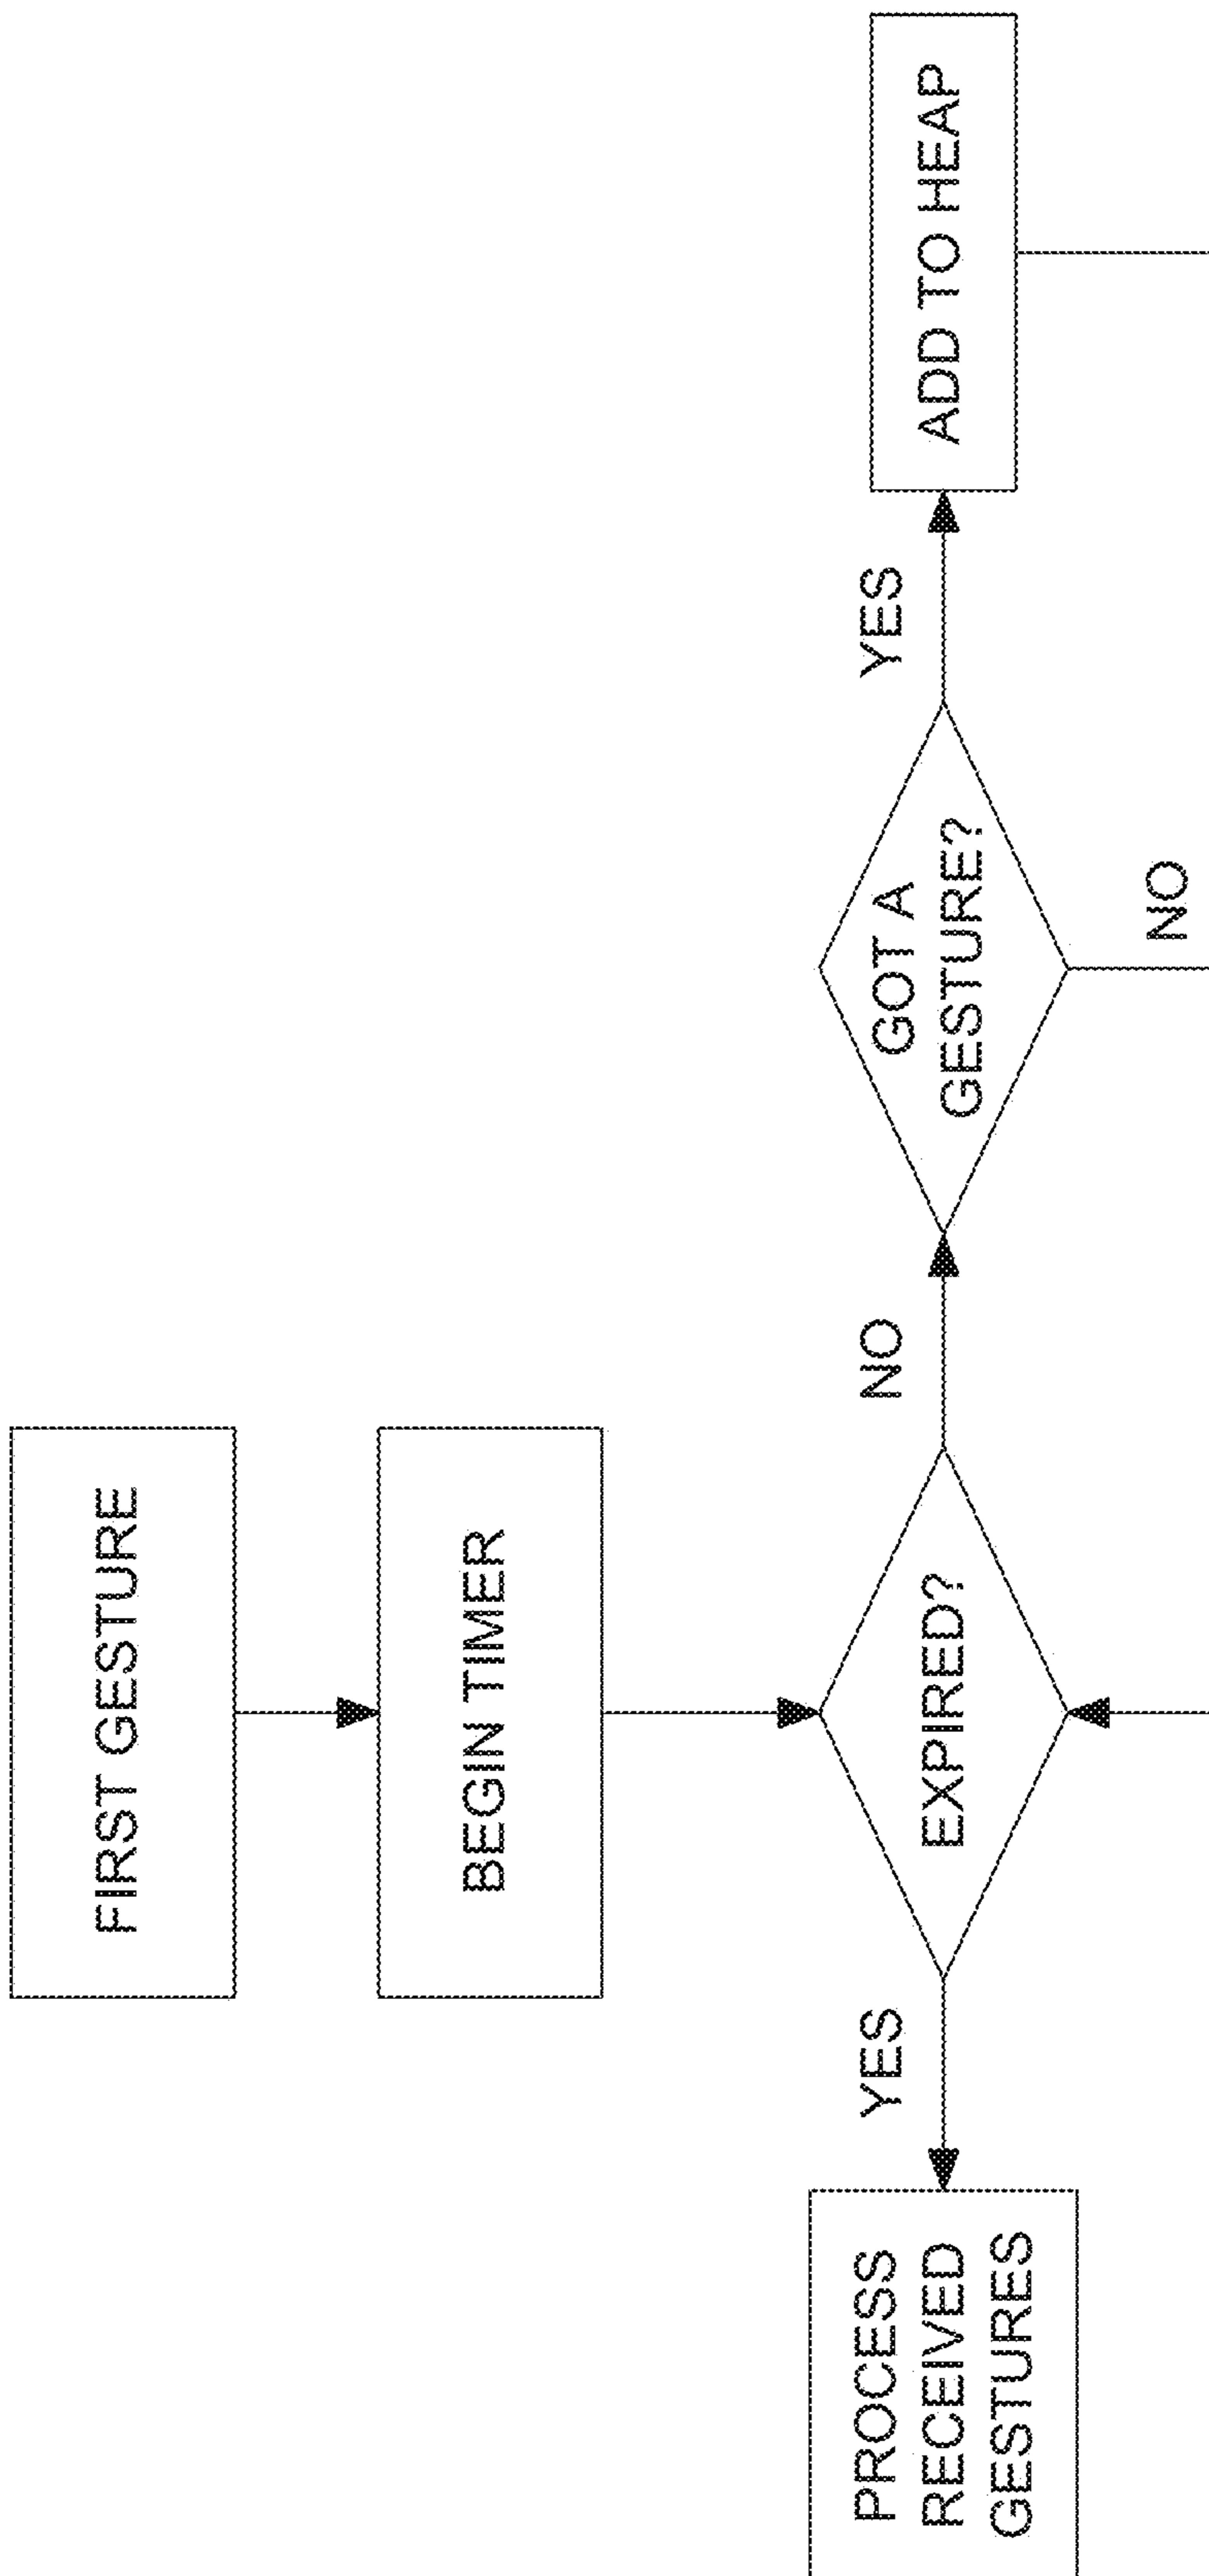 FIRST GESTURE
BEGIN TIMER
EXPIRED?
YES
NO
PROCESS
RECEIVED
GESTURES
GOT A
GESTURE?
YES
NO
ADD TO HEAP